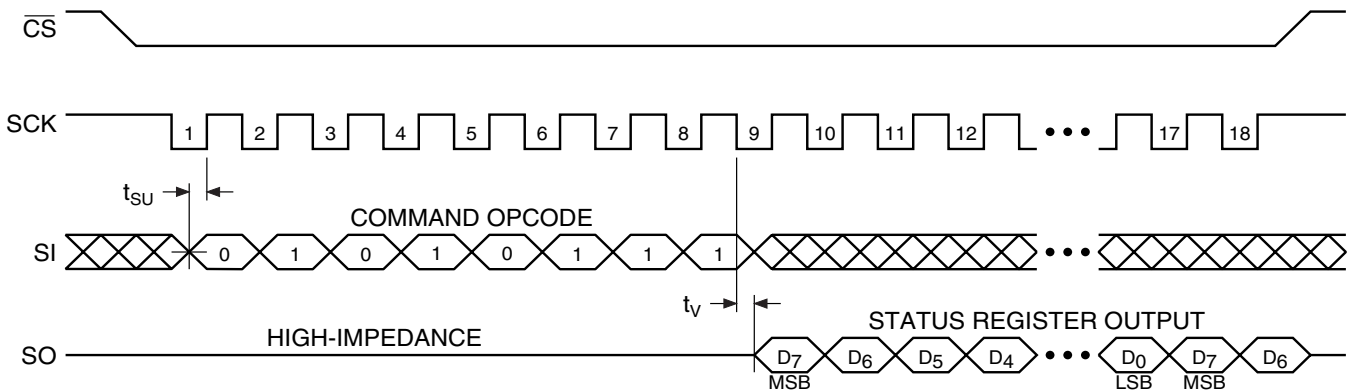 CS
SCK 1 2 3 4 5 6 7 8 9 10 11 12 17 18
tSU
COMMAND OPCODE
SI 0 1 0 1 0 1 1 1
tV
HIGH-IMPEDANCE
STATUS REGISTER OUTPUT
SO D7 D6 D5 D4 D0 D7 D6
MSB LSB MSB